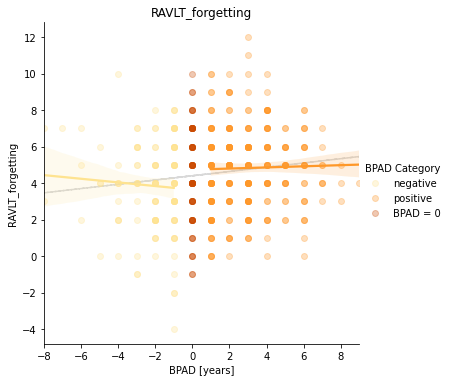 RAVLT_forgetting
12
10
8
6
4
2
0
−2
−4
RAVLT_forgetting
−8
−6
−4
−2
0
2
4
6
8
BPAD [years]
BPAD Category
negative
positive
BPAD = 0